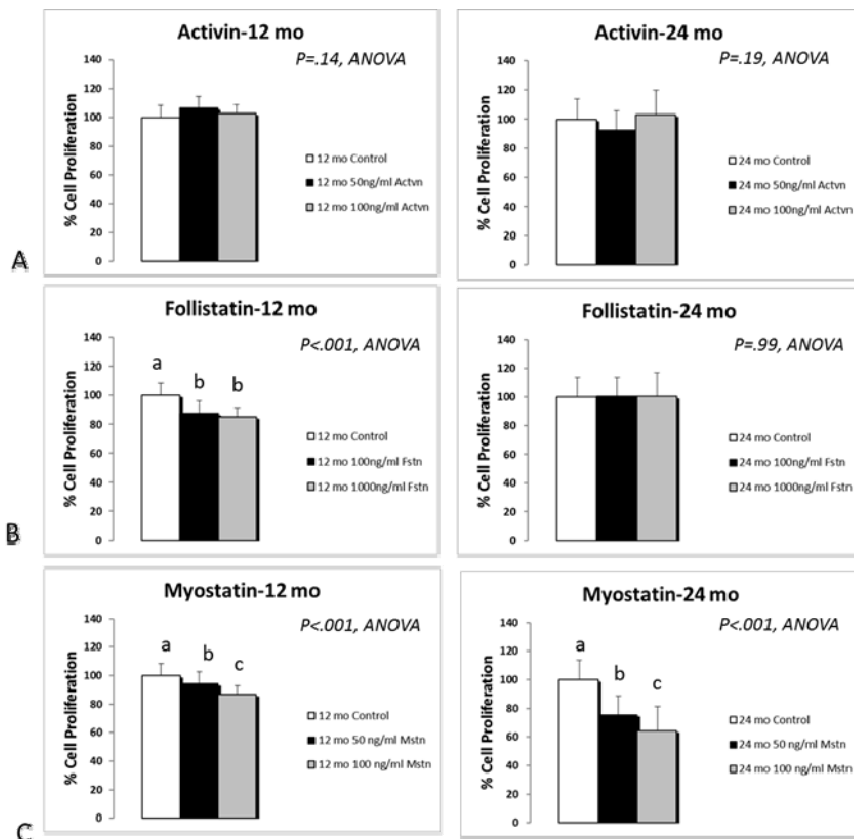 Activin-12 mo
P=.14, ANOVA
% Cell Proliferation
140
120
100
80
60
40
20
0
12 mo Control
12 mo 50ng/ml Actvn
12 mo 100ng/ml Actvn
A
Activin-24 mo
P=.19, ANOVA
% Cell Proliferation
140
120
100
80
60
40
20
0
24 mo Control
24 mo 50ng/ml Actvn
24 mo 100ng/ml Actvn
Follistatin-12 mo
P<.001, ANOVA
% Cell Proliferation
140
120
100
80
60
40
20
0
a
b
b
12 mo Control
12 mo 100ng/ml Fstn
12 mo 1000ng/ml Fstn
B
Follistatin-24 mo
P=.99, ANOVA
% Cell Proliferation
140
120
100
80
60
40
20
0
24 mo Control
24 mo 100ng/ml Fstn
24 mo 1000ng/ml Fstn
Myostatin-12 mo
P<.001, ANOVA
% Cell Proliferation
140
120
100
80
60
40
20
0
a
b
c
12 mo Control
12 mo 50 ng/ml Mstn
12 mo 100 ng/ml Mstn
C
Myostatin-24 mo
P<.001, ANOVA
% Cell Proliferation
140
120
100
80
60
40
20
0
a
b
c
24 mo Control
24 mo 50 ng/ml Mstn
24 mo 100 ng/ml Mstn